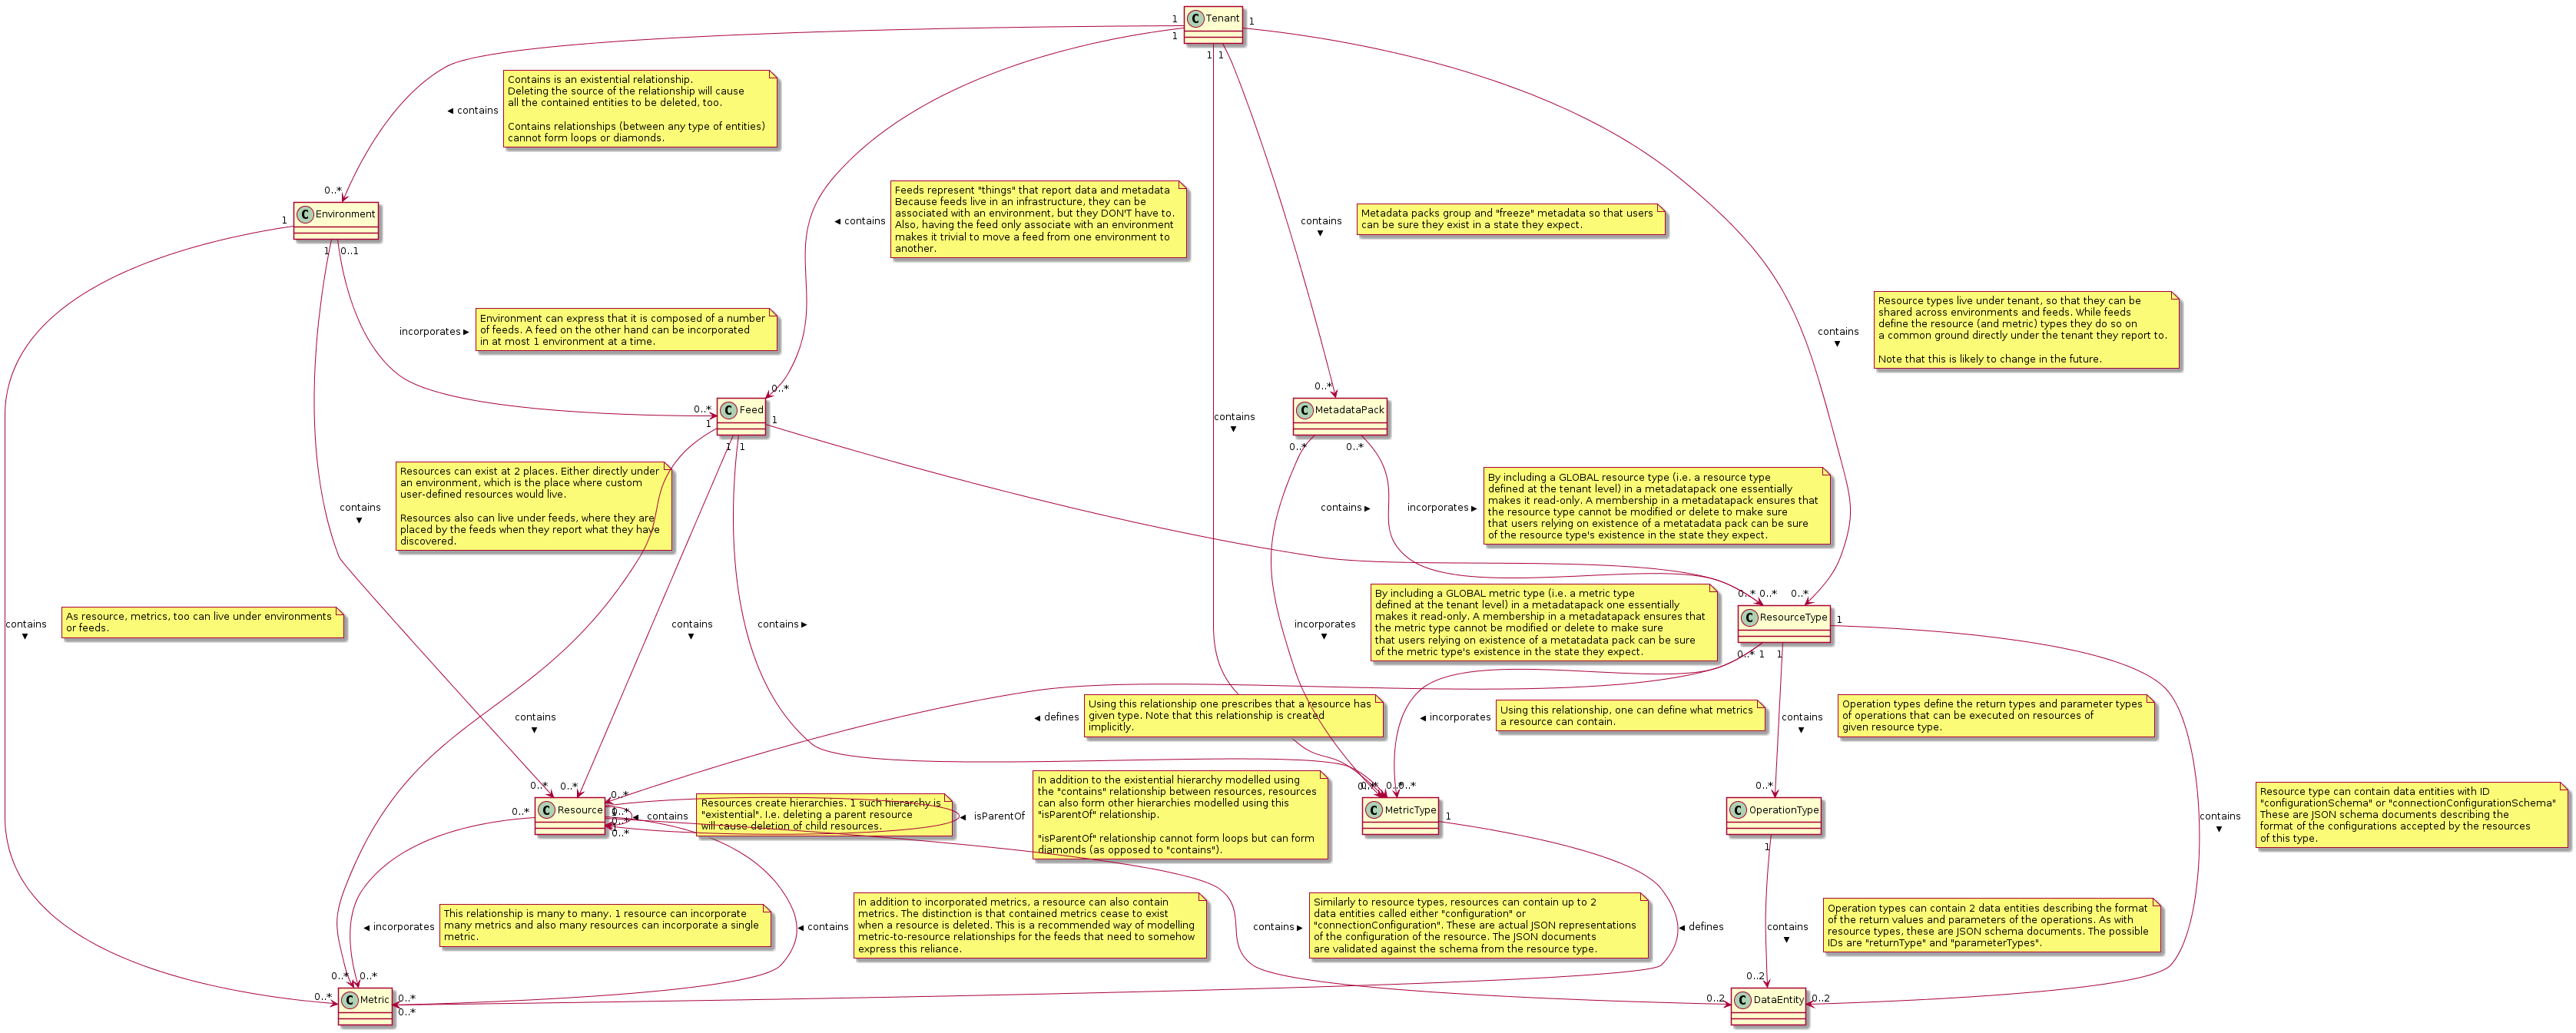 1
C Tenant
1
1
1
1
Contains is an existential relationship.
Deleting the source of the relationship will cause
all the contained entities to be deleted, too.
Contains relationships (between any type of entities)
cannot form loops or diamonds.
◄ contains
0..*
C Environment
1
1
0..1
Feeds represent "things" that report data and metadata
Because feeds live in an infrastructure, they can be
associated with an environment, but they DON'T have to.
Also, having the feed only associate with an environment
makes it trivial to move a feed from one environment to
another.
◄ contains
contains
▼
Metadata packs group and "freeze" metadata so that users
can be sure they exist in a state they expect.
incorporates ►
Environment can express that it is composed of a number
of feeds. A feed on the other hand can be incorporated
in at most 1 environment at a time.
contains
▼
Resource types live under tenant, so that they can be
shared across environments and feeds. While feeds
define the resource (and metric) types they do so on
a common ground directly under the tenant they report to.
Note that this is likely to change in the future.
0..*
0..*
C Feed
1
1
1
1
contains
▼
0..*
C MetadataPack
0..*
0..*
contains
▼
Resources can exist at 2 places. Either directly under
an environment, which is the place where custom
user-defined resources would live.
Resources also can live under feeds, where they are
placed by the feeds when they report what they have
discovered.
contains ►
incorporates ►
By including a GLOBAL resource type (i.e. a resource type
defined at the tenant level) in a metadatapack one essentially
makes it read-only. A membership in a metadatapack ensures that
the resource type cannot be modified or delete to make sure
that users relying on existence of a metatadata pack can be sure
of the resource type's existence in the state they expect.
contains
▼
As resource, metrics, too can live under environments
or feeds.
contains
▼
contains ►
incorporates
▼
By including a GLOBAL metric type (i.e. a metric type
defined at the tenant level) in a metadatapack one essentially
makes it read-only. A membership in a metadatapack ensures that
the metric type cannot be modified or delete to make sure
that users relying on existence of a metatadata pack can be sure
of the metric type's existence in the state they expect.
0..*
0..*
0..*
C ResourceType
1
0..*
1
1
contains
▼
◄ defines
Using this relationship one prescribes that a resource has
given type. Note that this relationship is created
implicitly.
◄ incorporates
Using this relationship, one can define what metrics
a resource can contain.
contains
▼
Operation types define the return types and parameter types
of operations that can be executed on resources of
given resource type.
0..*
0..*
0..*
0..*
C Resource
0..*
0..*
0..*
◄ contains
Resources create hierarchies. 1 such hierarchy is
"existential". I.e. deleting a parent resource
will cause deletion of child resources.
◄ isParentOf
In addition to the existential hierarchy modelled using
the "contains" relationship between resources, resources
can also form other hierarchies modelled using this
"isParentOf" relationship.
"isParentOf" relationship cannot form loops but can form
diamonds (as opposed to "contains").
0..*
C MetricType
1
0..*
C OperationType
1
contains
▼
Resource type can contain data entities with ID
"configurationSchema" or "connectionConfigurationSchema"
These are JSON schema documents describing the
format of the configurations accepted by the resources
of this type.
◄ incorporates
This relationship is many to many. 1 resource can incorporate
many metrics and also many resources can incorporate a single
metric.
◄ contains
In addition to incorporated metrics, a resource can also contain
metrics. The distinction is that contained metrics cease to exist
when a resource is deleted. This is a recommended way of modelling
metric-to-resource relationships for the feeds that need to somehow
express this reliance.
contains ►
Similarly to resource types, resources can contain up to 2
data entities called either "configuration" or
"connectionConfiguration". These are actual JSON representations
of the configuration of the resource. The JSON documents
are validated against the schema from the resource type.
◄ defines
contains
▼
Operation types can contain 2 data entities describing the format
of the return values and parameters of the operations. As with
resource types, these are JSON schema documents. The possible
IDs are "returnType" and "parameterTypes".
0..*
0..*
0..*
C Metric
0..*
0..*
0..2
0..2
C DataEntity
0..2